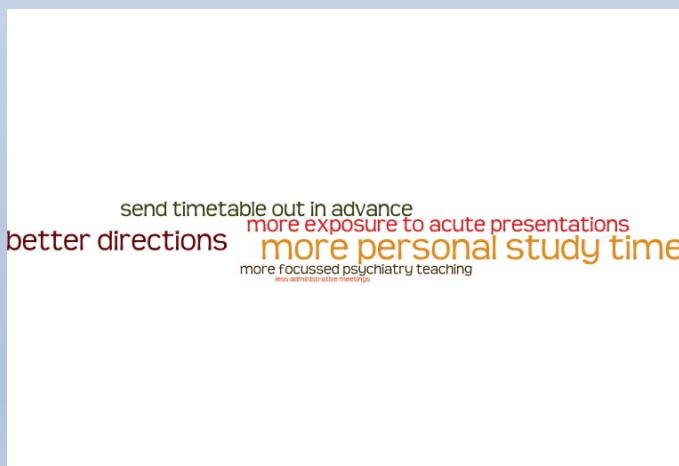 send timetable out in advance
more exposure to acute presentations
better directions
more personal study time
more focussed psychiatry teaching
less administrative meetings